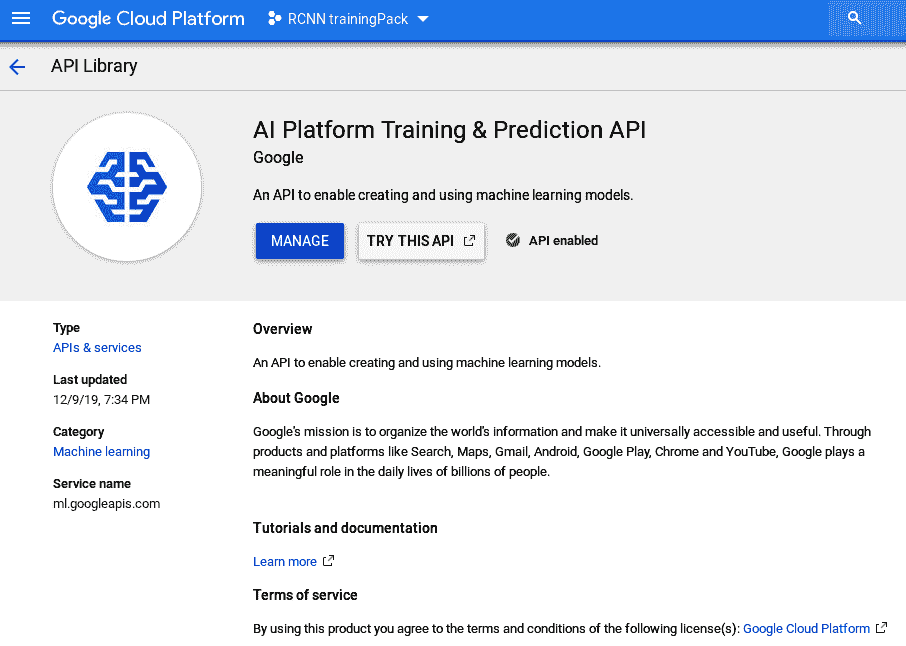 Google Cloud Platform RCNN trainingPack
API Library
AI Platform Training & Prediction API
Google
An API to enable creating and using machine learning models.
MANAGE TRY THIS API API enabled
Type
APIs & services
Last updated
12/9/19, 7:34 PM
Category
Machine learning
Service name
ml.googleapis.com
Overview
An API to enable creating and using machine learning models.
About Google
Google's mission is to organize the world's information and make it universally accessible and useful. Through
products and platforms like Search, Maps, Gmail, Android, Google Play, Chrome and YouTube, Google plays a
meaningful role in the daily lives of billions of people.
Tutorials and documentation
Learn more
Terms of service
By using this product you agree to the terms and conditions of the following license(s): Google Cloud Platform